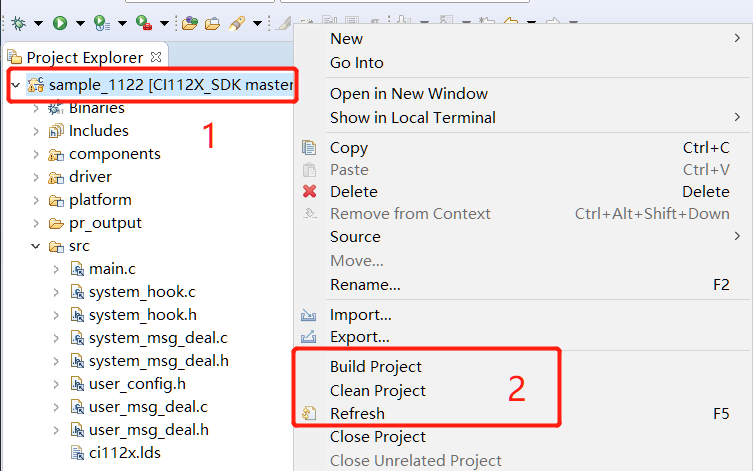 Project Explorer
sample_1122 [CI112X_SDK master
Binaries
Includes
components
driver
platform
pr_output
src
main.c
system_hook.c
system_hook.h
system_msg_deal.c
system_msg_deal.h
user_config.h
user_msg_deal.c
user_msg_deal.h
ci112x.lds
1
New
Go Into
Open in New Window
Show in Local Terminal
Copy Ctrl+C
Paste Ctrl+V
Delete Delete
Remove from Context Ctrl+Alt+Shift+Down
Source
Move...
Rename... F2
Import...
Export...
Build Project
Clean Project
Refresh F5
2
Close Project
Close Unrelated Project